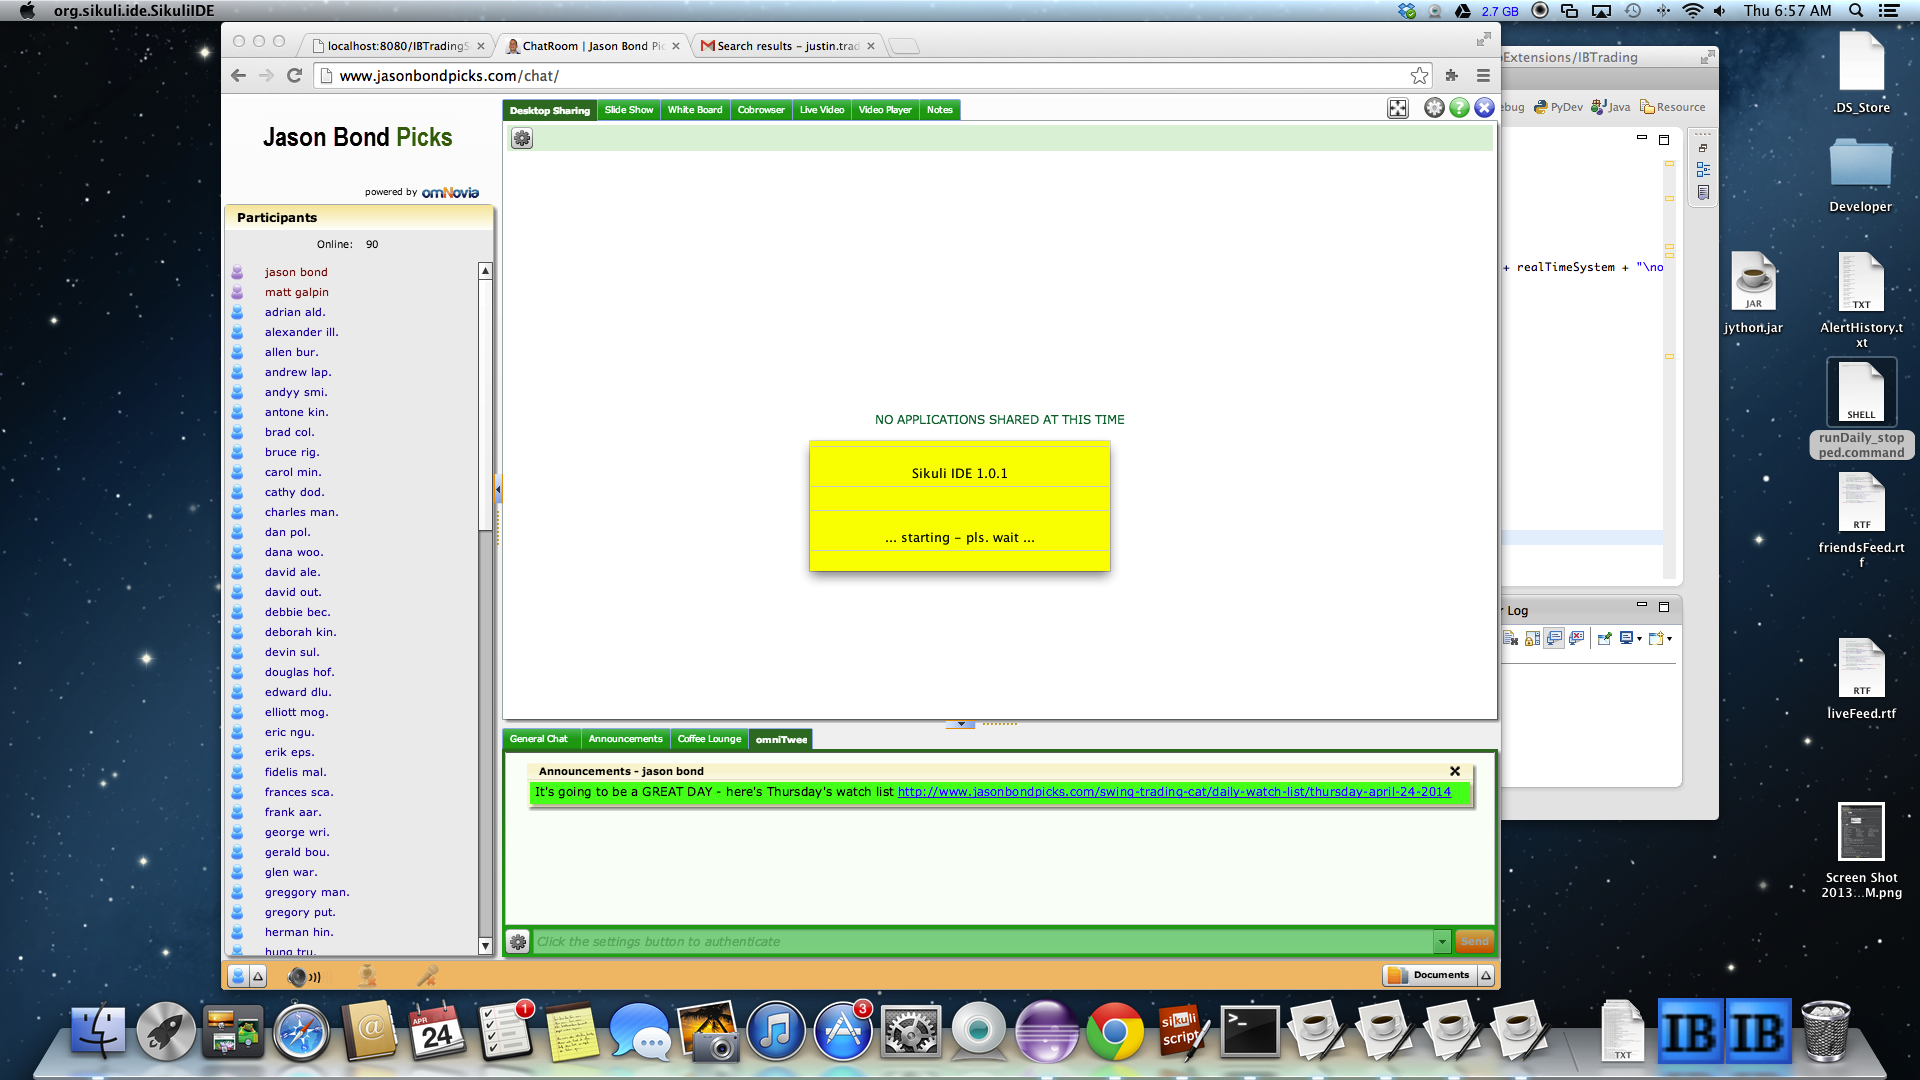 org.sikuli.ide.SikuliIDE
2.7 GB
Thu 6:57 AM
localhost:8080/IBTradingS
ChatRoom | Jason Bond Pic
Search results - justin.trad
www.jasonbondpicks.com/chat/
Extensions/IBTrading
PyDev
Java
Resource
+ realTimeSystem + "\no
Log
Jason Bond Picks
powered by omNovia
Participants
Online: 90
jason bond
matt galpin
adrian ald.
alexander ill.
allen bur.
andrew lap.
andyy smi.
antone kin.
brad col.
bruce rig.
carol min.
cathy dod.
charles man.
dan pol.
dana woo.
david ale.
david out.
debbie bec.
deborah kin.
devin sul.
douglas hof.
edward dlu.
elliott mog.
eric ngu.
erik eps.
fidelis mal.
frances sca.
frank aar.
george wri.
gerald bou.
glen war.
greggory man.
gregory put.
herman hin.
hung tru.
Desktop Sharing
Slide Show
White Board
Cobrowser
Live Video
Video Player
Notes
NO APPLICATIONS SHARED AT THIS TIME
Sikuli IDE 1.0.1
... starting - pls. wait ...
General Chat
Announcements
Coffee Lounge
omniTwee
Announcements - jason bond
It's going to be a GREAT DAY - here's Thursday's watch list http://www.jasonbondpicks.com/swing-trading-cat/daily-watch-list/thursday-april-24-2014
Click the settings button to authenticate
Send
Documents
.DS_Store
Developer
JAR
jython.jar
TXT
AlertHistory.t
xt
SHELL
runDaily_stop
ped.command
RTF
friendsFeed.rt
f
RTF
liveFeed.rtf
Screen Shot
2013...M.png
APR
24
1
3
sikuli
script
TXT
IB
IB